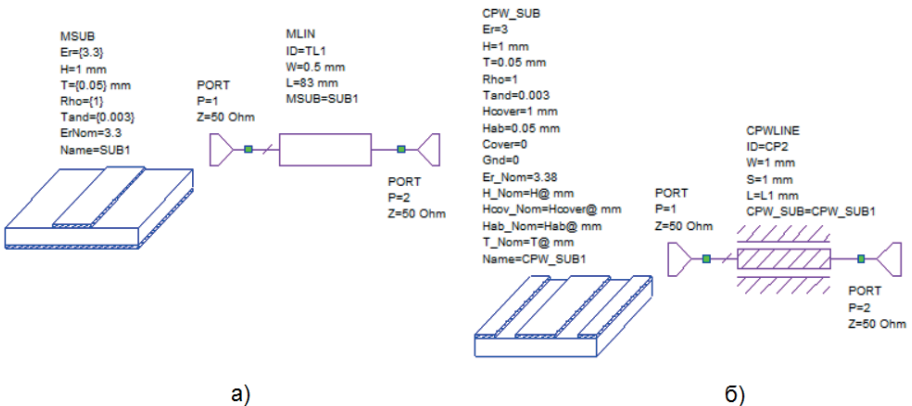 MSUB
Er={3.3}
H=1 mm
T={0.05} mm
Rho={1}
Tand={0.003}
ErNom=3.3
Name=SUB1
PORT
P=1
Z=50 Ohm
MLIN
ID=TL1
W=0.5 mm
L=83 mm
MSUB=SUB1
PORT
P=2
Z=50 Ohm
а)
CPW_SUB
Er=3
H=1 mm
T=0.05 mm
Rho=1
Tand=0.003
Hcover=1 mm
Hab=0.05 mm
Cover=0
Gnd=0
Er_Nom=3.38
H_Nom=H@ mm
Hcov_Nom=Hcover@ mm
Hab_Nom=Hab@ mm
T_Nom=T@ mm
Name=CPW_SUB1
PORT
P=1
Z=50 Ohm
CPWLINE
ID=CP2
W=1 mm
S=1 mm
L=L1 mm
CPW_SUB=CPW_SUB1
PORT
P=2
Z=50 Ohm
б)